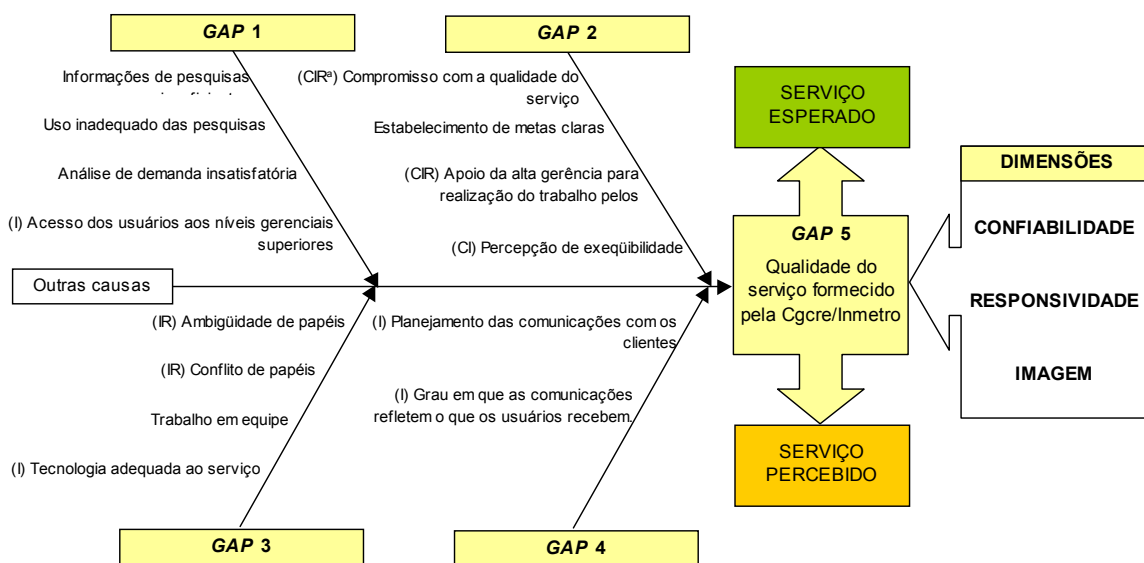 GAP 1
Informações de pesquisas
Uso inadequado das pesquisas
Análise de demanda insatisfatória
(I) Acesso dos usuários aos níveis gerenciais
superiores
GAP 2
(CIRª) Compromisso com a qualidade do
serviço
Estabelecimento de metas claras
(CIR) Apoio da alta gerência para
realização do trabalho pelos
(CI) Percepção de exeqüibilidade
Outras causas
(IR) Ambigüidade de papéis
(IR) Conflito de papéis
Trabalho em equipe
(I) Tecnologia adequada ao serviço
GAP 3
(I) Planejamento das comunicações com os
clientes
(I) Grau em que as comunicações
refletem o que os usuários recebem.
GAP 4
SERVIÇO
ESPERADO
GAP 5
Qualidade do
serviço formecido
pela Cgcre/Inmetro
SERVIÇO
PERCEBIDO
DIMENSÕES
CONFIABILIDADE
RESPONSIVIDADE
IMAGEM